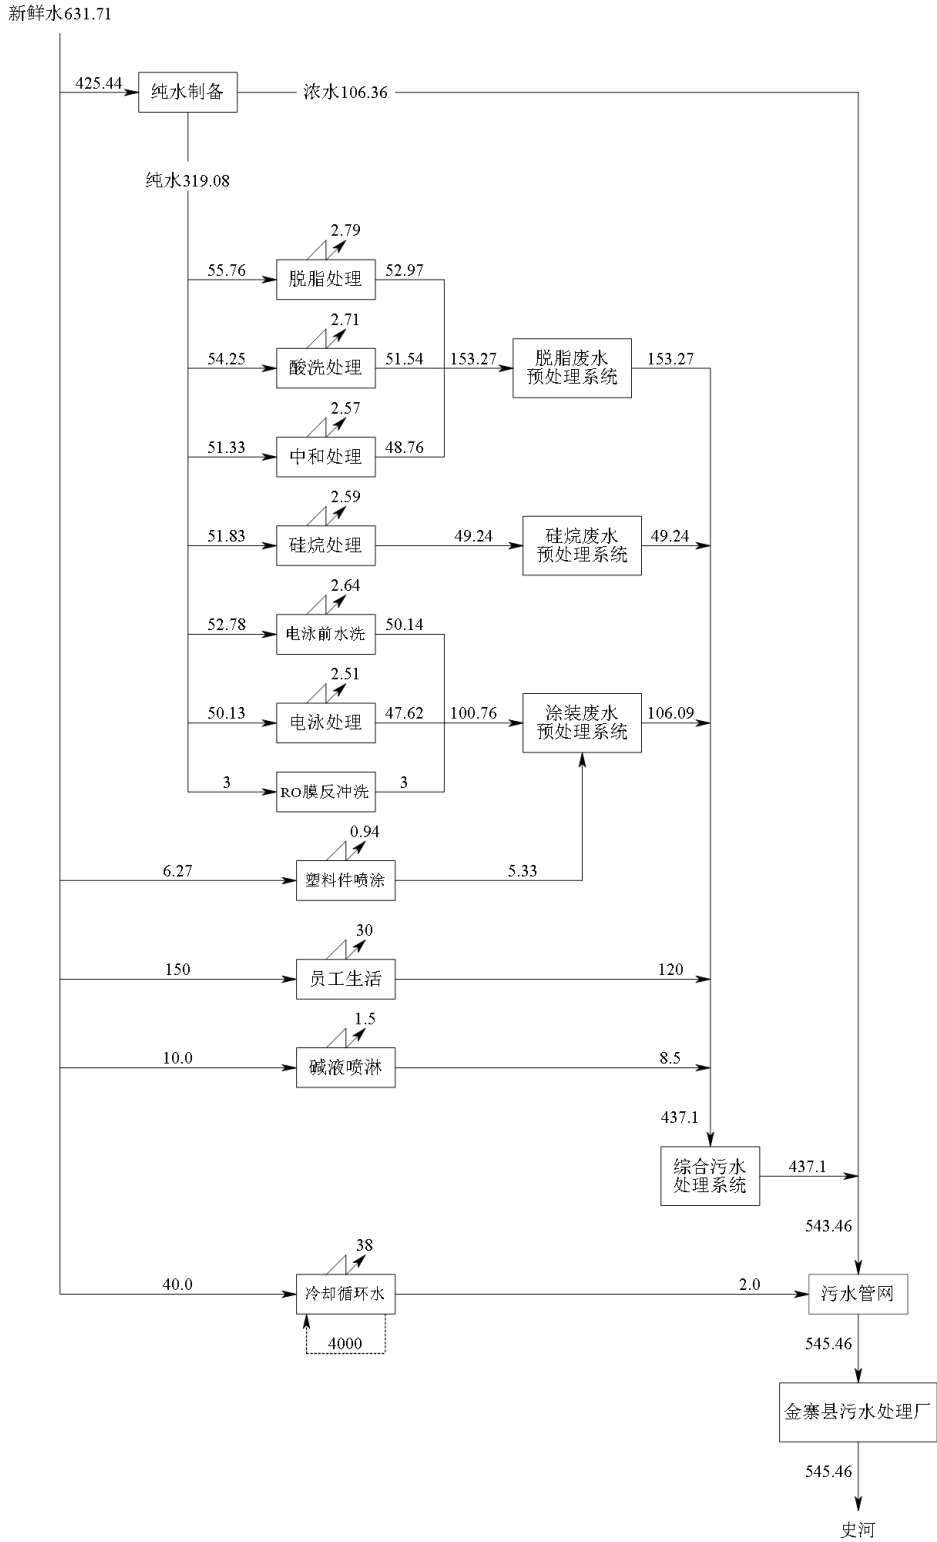 新鲜水631.71
425.44
纯水制备
浓水106.36
纯水319.08
2.79
55.76
脱脂处理
52.97
2.71
54.25
酸洗处理
51.54
153.27
脱脂废水
预处理系统
153.27
2.57
51.33
中和处理
48.76
2.59
51.83
硅烷处理
49.24
硅烷废水
预处理系统
49.24
2.64
52.78
电泳前水洗
50.14
2.51
50.13
电泳处理
47.62
100.76
涂装废水
预处理系统
106.09
3
RO膜反冲洗
3
0.94
6.27
塑料件喷涂
5.33
30
150
员工生活
120
1.5
10.0
碱液喷淋
8.5
437.1
综合污水
处理系统
437.1
543.46
38
40.0
冷却循环水
2.0
污水管网
4000
545.46
金寨县污水处理厂
545.46
史河